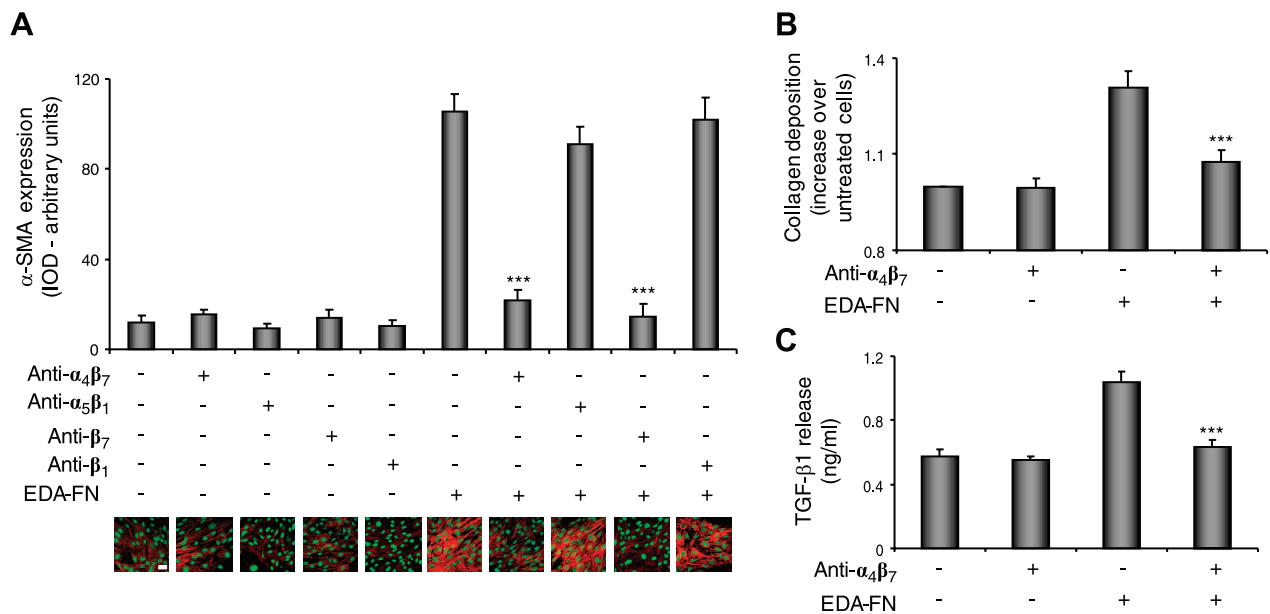 A
α-SMA expression
(IOD - arbitrary units)
120
80
40
0
*** ***
Anti-α4β7 - + - - - - + - - -
Anti-α5β1 - - + - - - - + - -
Anti-β7 - - - + - - - - + -
Anti-β1 - - - - + - - - - +
EDA-FN - - - - - + + + + +
B
Collagen deposition
(increase over
untreated cells)
1.4
1.1
0.8
***
Anti-α4β7 - + - +
EDA-FN - - + +
C
TGF-β1 release
(ng/ml)
1.2
0.8
0.4
0
***
Anti-α4β7 - + - +
EDA-FN - - + +